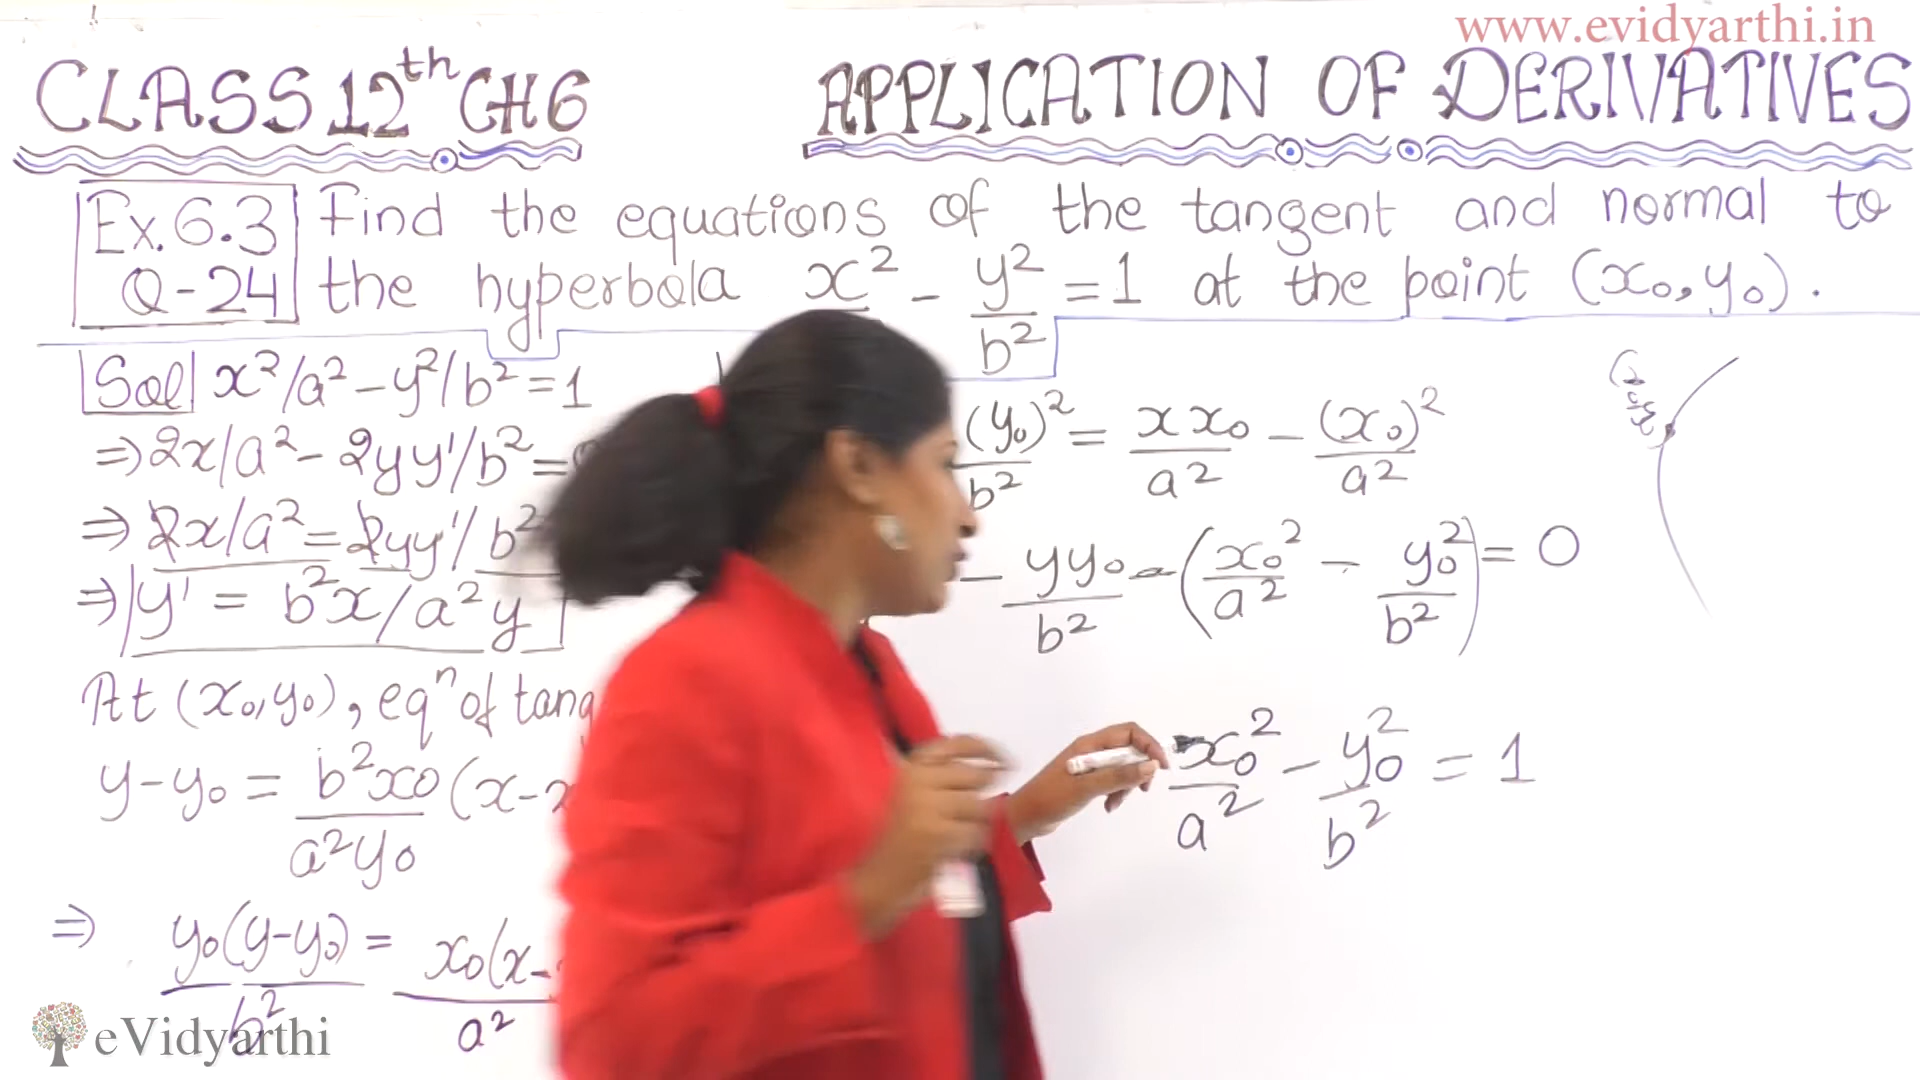 www.evidyarthi.in
CLASS 12th CH 6 APPLICATION OF DERIVATIVES
Ex. 6.3 Find the equations of the tangent and normal to
Q-24 the hyperbola x²/ - y²/b² = 1 at the point (x₀, y₀).
Sol x²/a² - y²/b² = 1
⇒ 2x/a² - 2yy'/b² =
⇒ 2x/a² = 2yy'/b²
⇒ y' = b²x/a²y
At (x₀, y₀), eqⁿ of tang
y - y₀ = b²x₀/a²y₀ (x -
⇒ y₀(y-y₀)/b² = x₀(x-/a²
(y₀)²/b² = xx₀/a² - (x₀)²/a²
- yy₀/b² - (x₀²/a² - y₀²/b²) = 0
x₀²/a² - y₀²/b² = 1
eVidyarthi